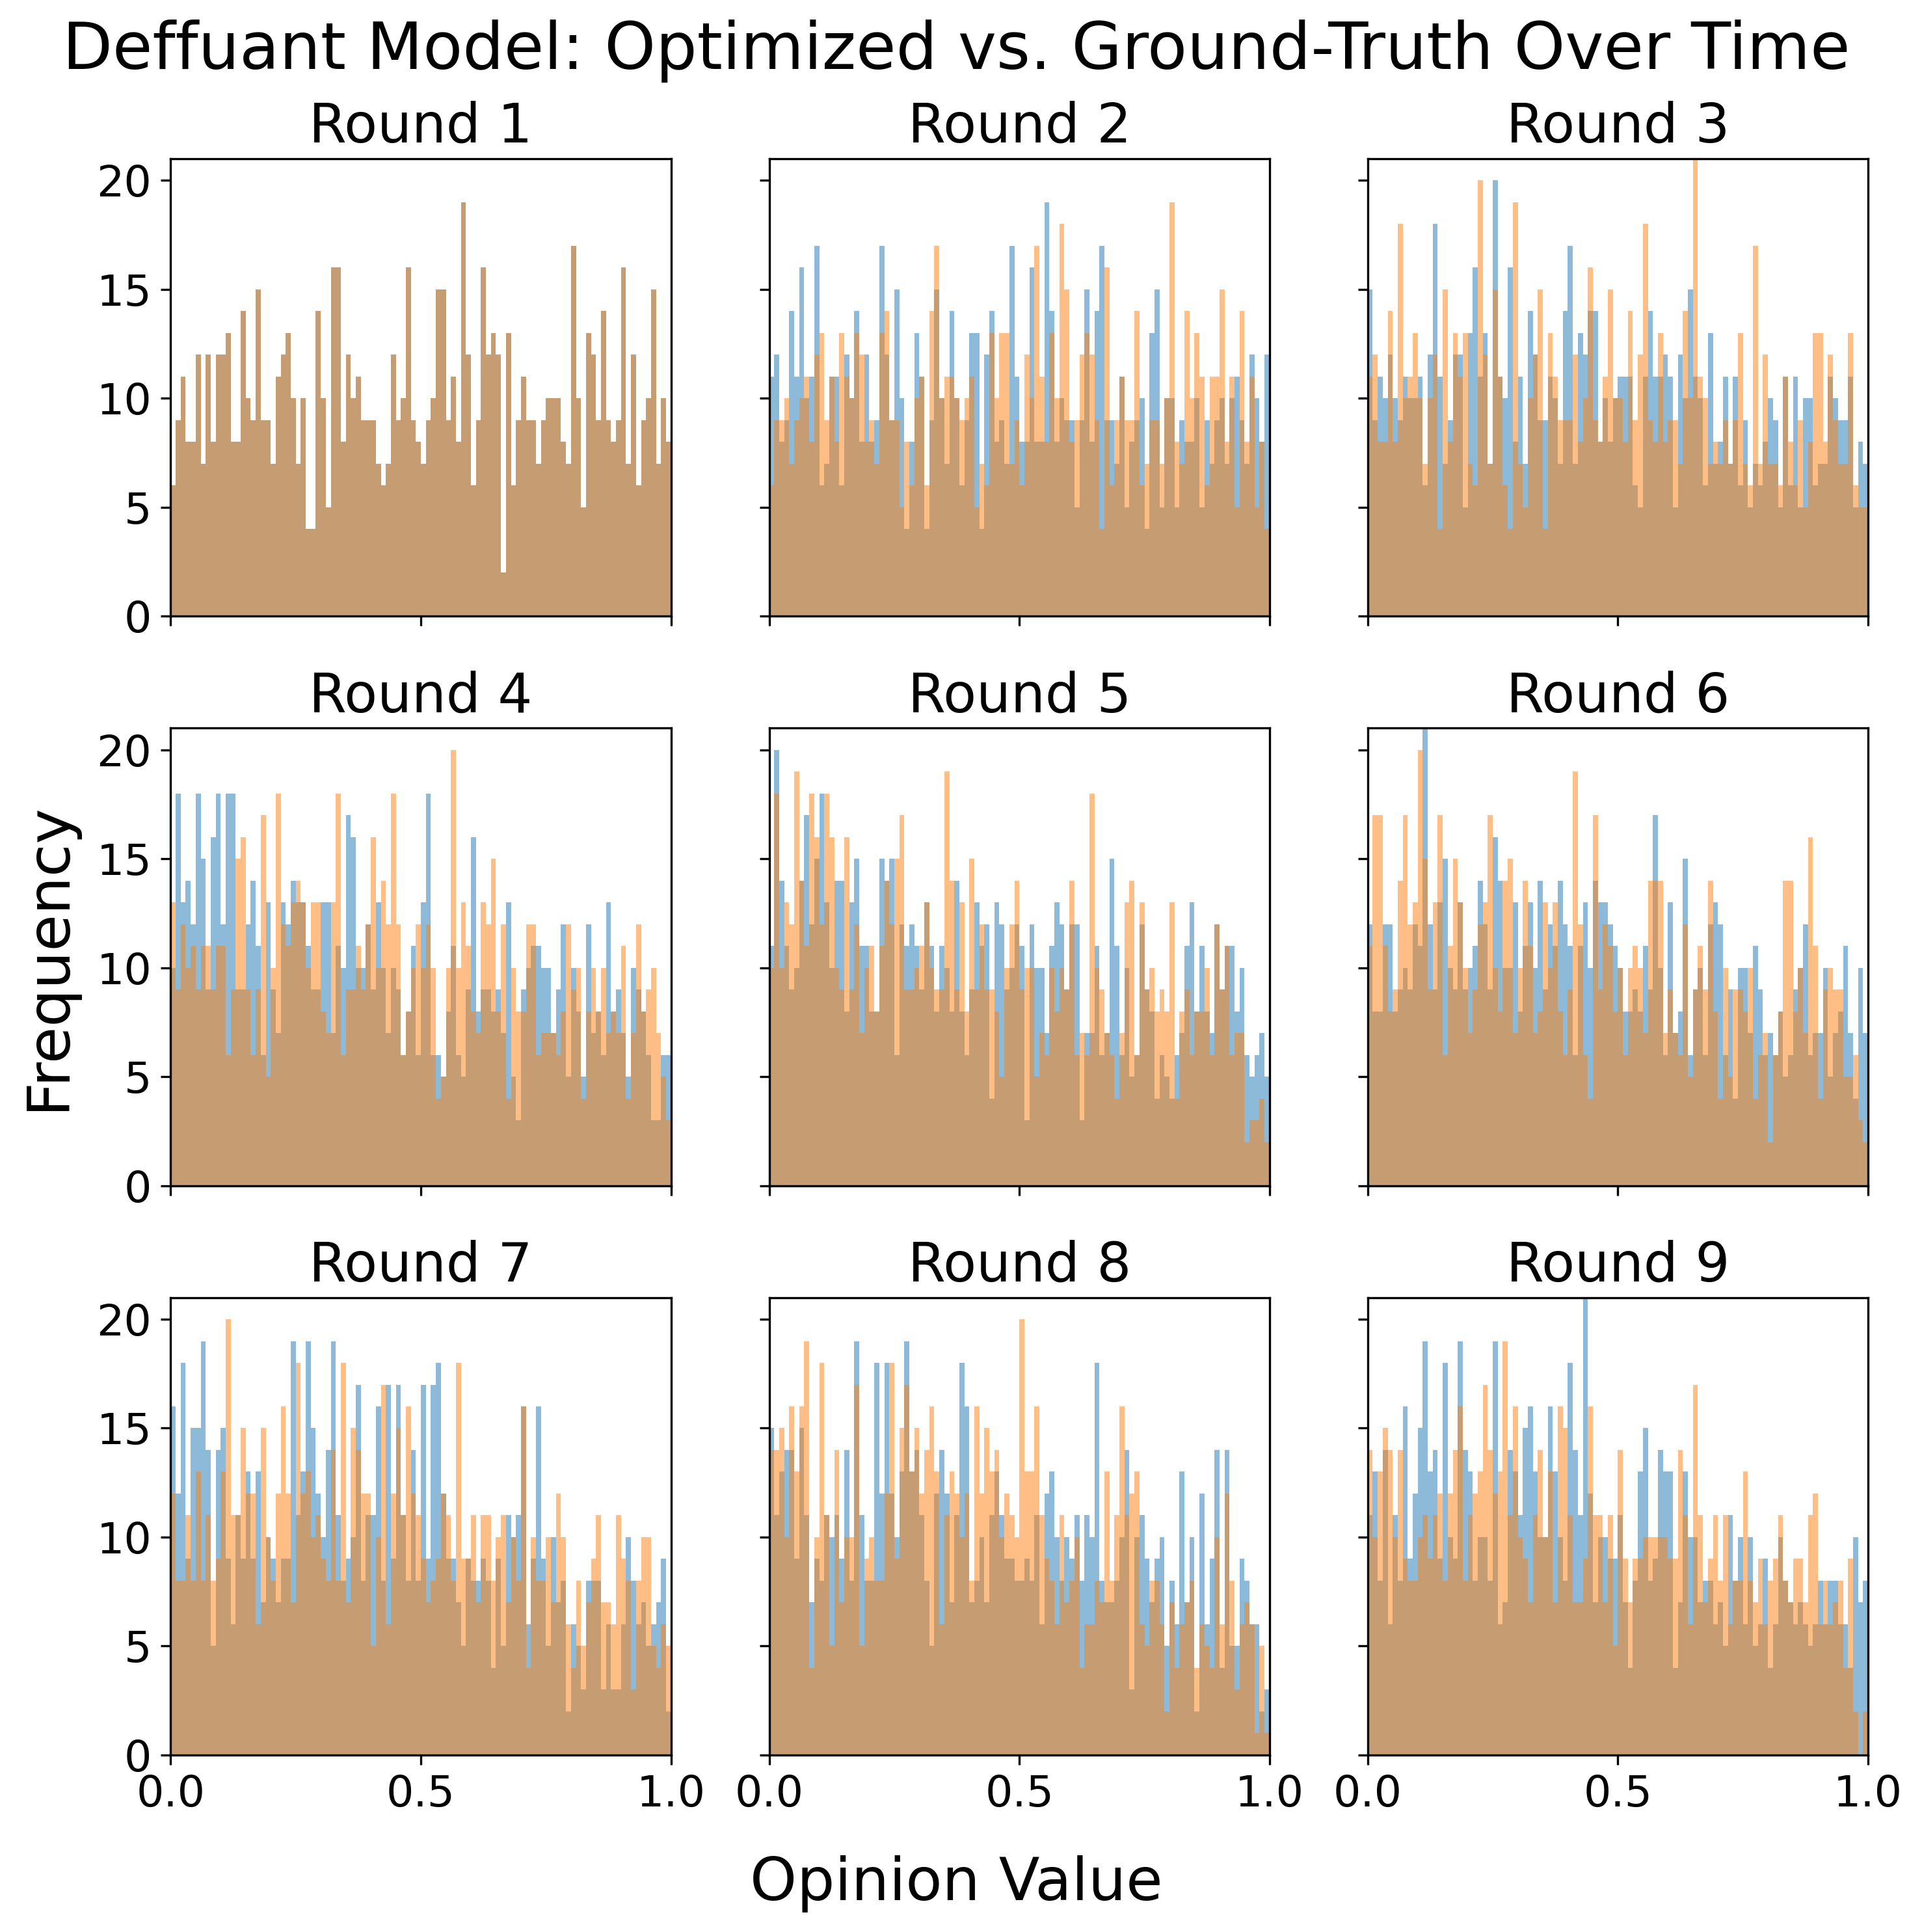 Deffuant Model: Optimized vs. Ground-Truth Over Time
Round 1
Round 2
Round 3
20
15
10
5
0
Round 4
Round 5
Round 6
20
15
10
5
0
Frequency
Round 7
Round 8
Round 9
20
15
10
5
0
0.0 0.5 1.0
0.0 0.5 1.0
0.0 0.5 1.0
Opinion Value